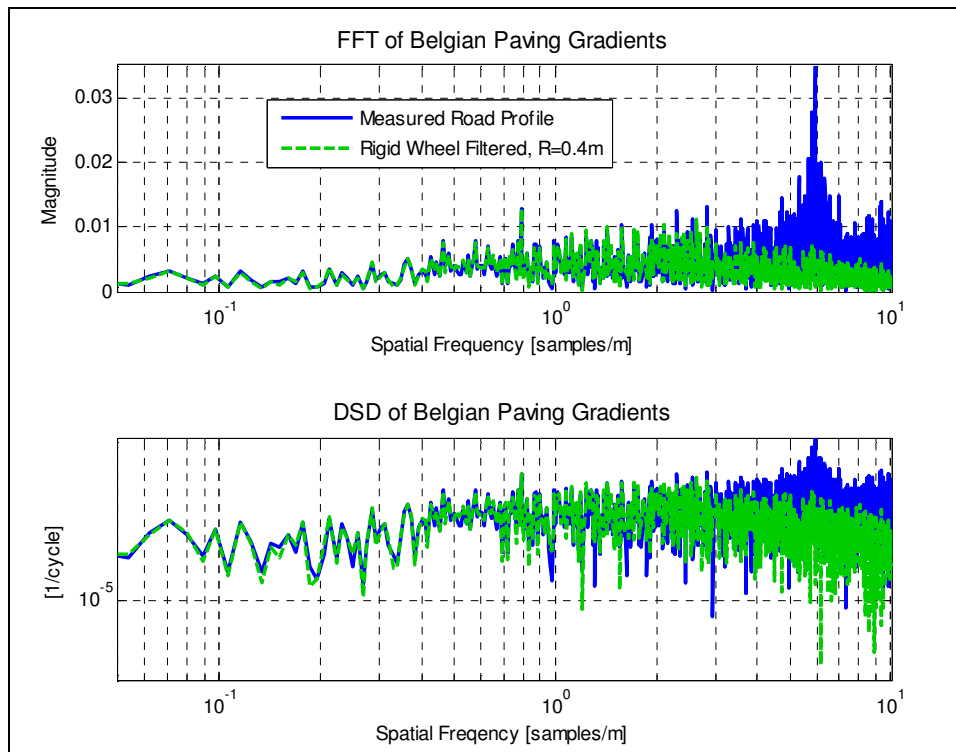 FFT of Belgian Paving Gradients
0.03
0.02
0.01
0
Magnitude
Measured Road Profile
Rigid Wheel Filtered, R=0.4m
10^-1
10^0
10^1
Spatial Frequency [samples/m]
DSD of Belgian Paving Gradients
10^-5
[1/cycle]
10^-1
10^0
10^1
Spatial Freqency [samples/m]